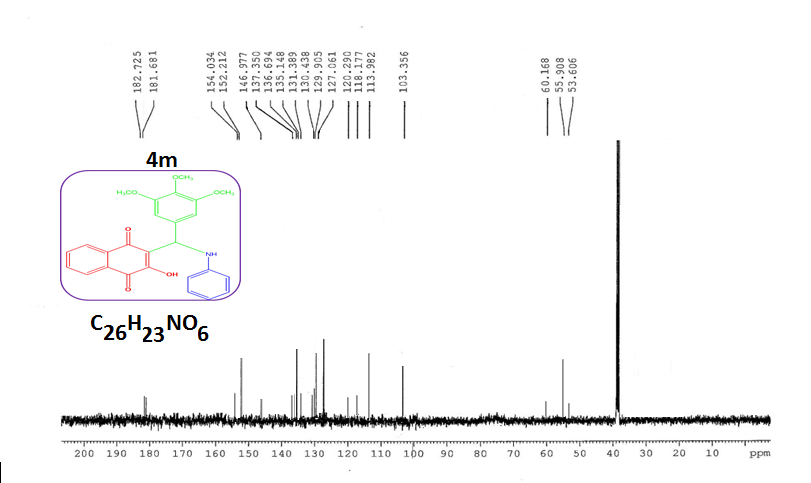 182.725
181.681
154.034
152.212
146.977
137.350
136.694
135.148
131.389
130.438
129.905
127.061
120.290
118.177
113.982
103.356
60.168
55.908
53.606
4m
OCH₃
H₃CO
OCH₃
O
NH
OH
O
C₂₆H₂₃NO₆
200 190 180 170 160 150 140 130 120 110 100 90 80 70 60 50 40 30 20 10 ppm